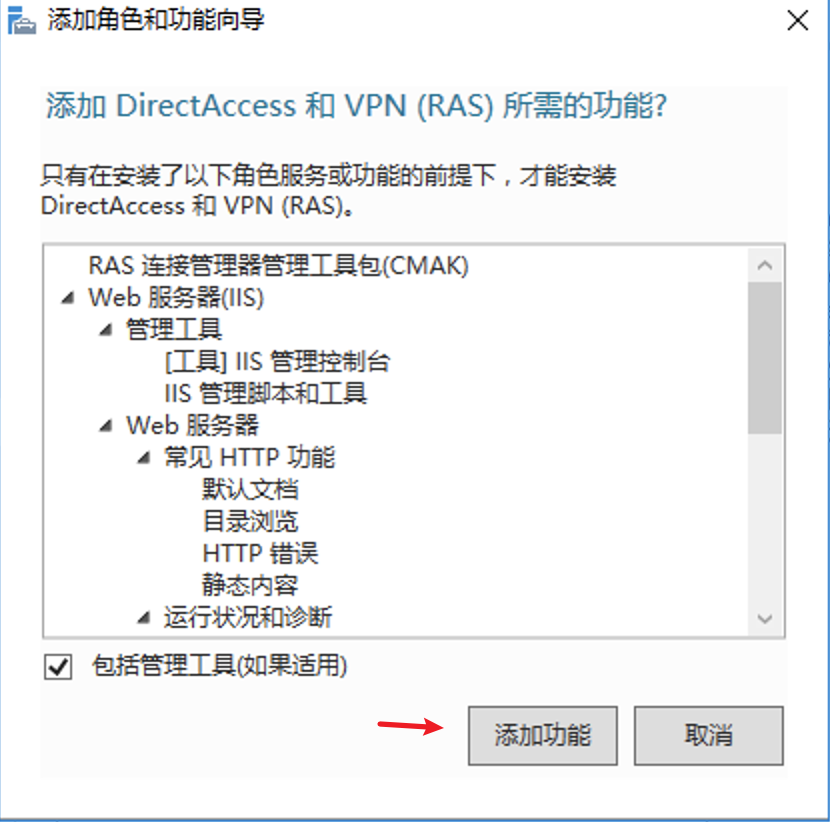 添加角色和功能向导
添加 DirectAccess 和 VPN (RAS) 所需的功能?
只有在安装了以下角色服务或功能的前提下，才能安装
DirectAccess 和 VPN (RAS)。
RAS 连接管理器管理工具包(CMAK)
Web 服务器(IIS)
管理工具
[工具] IIS 管理控制台
IIS 管理脚本和工具
Web 服务器
常见 HTTP 功能
默认文档
目录浏览
HTTP 错误
静态内容
运行状况和诊断
包括管理工具(如果适用)
添加功能
取消